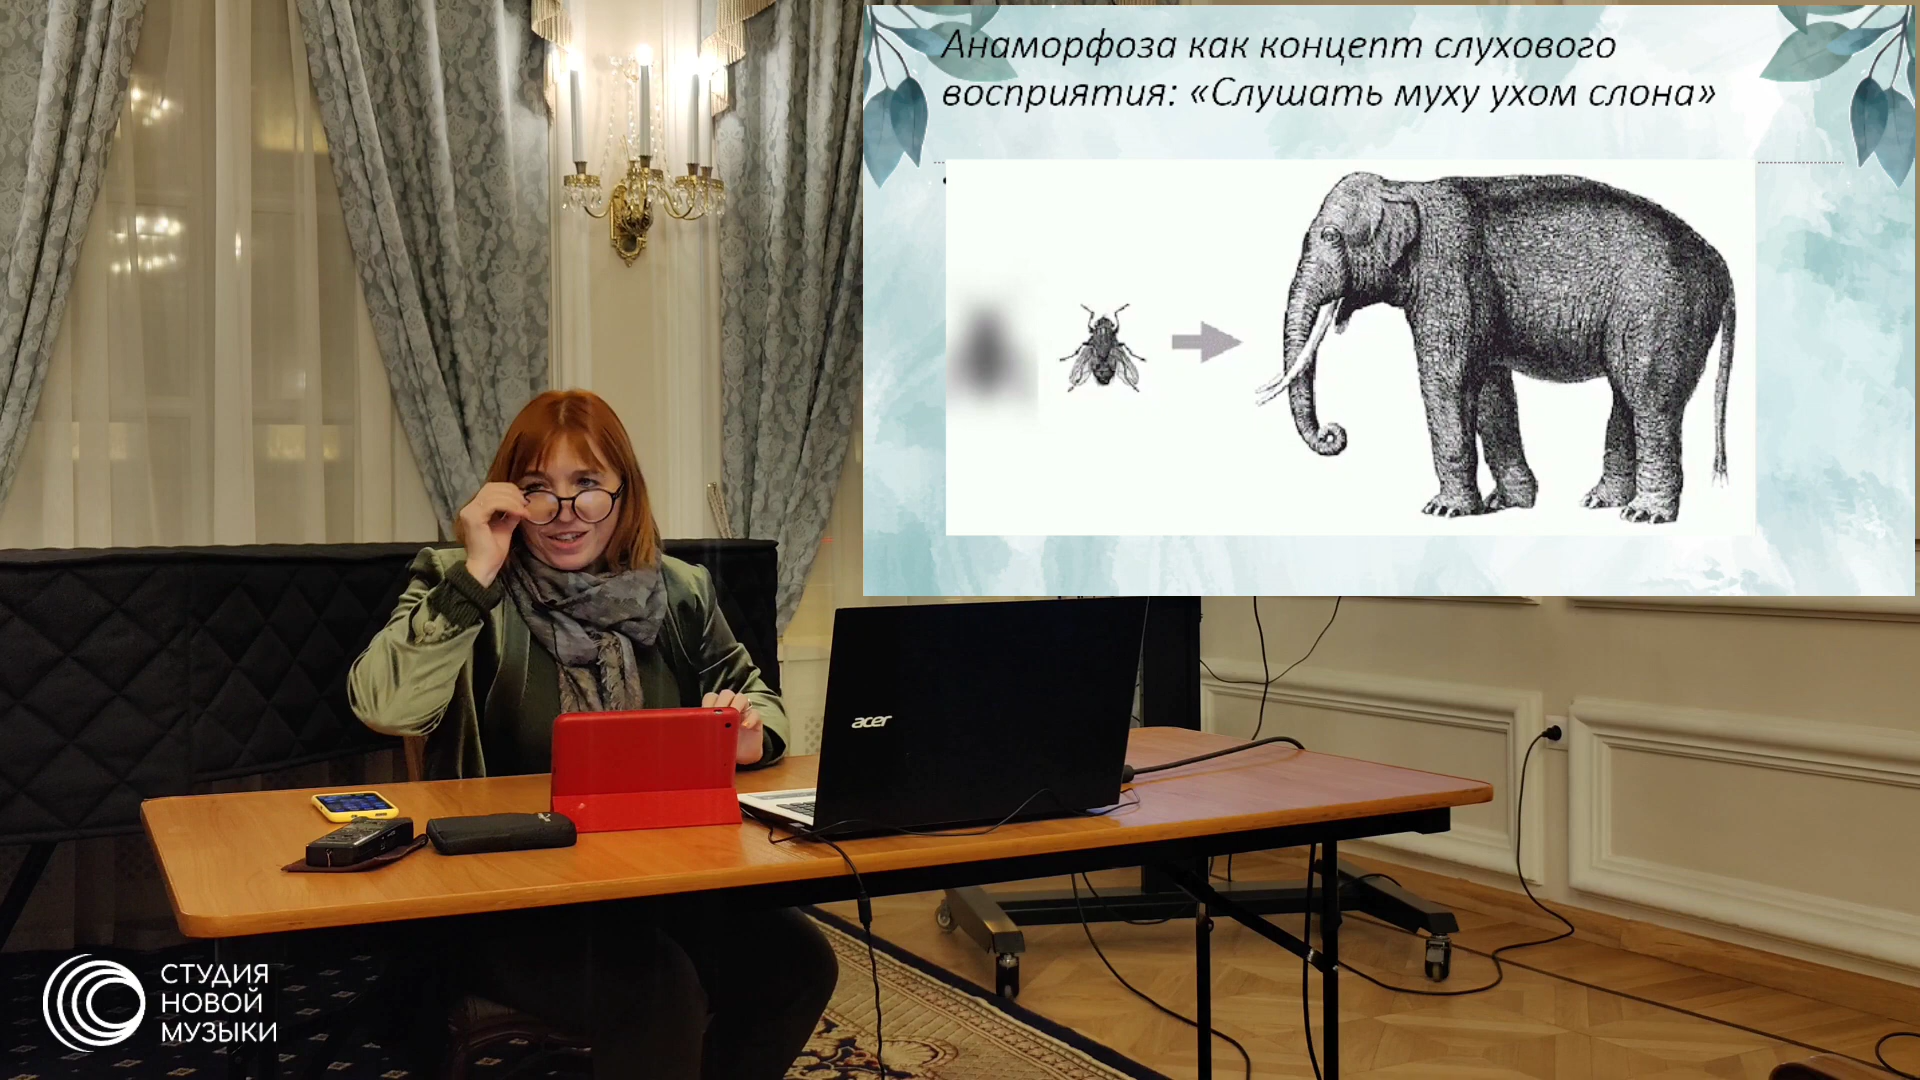 Анаморфоза как концепт слухового
восприятия: «Слушать муху ухом слона»
acer
СТУДИЯ
НОВОЙ
МУЗЫКИ